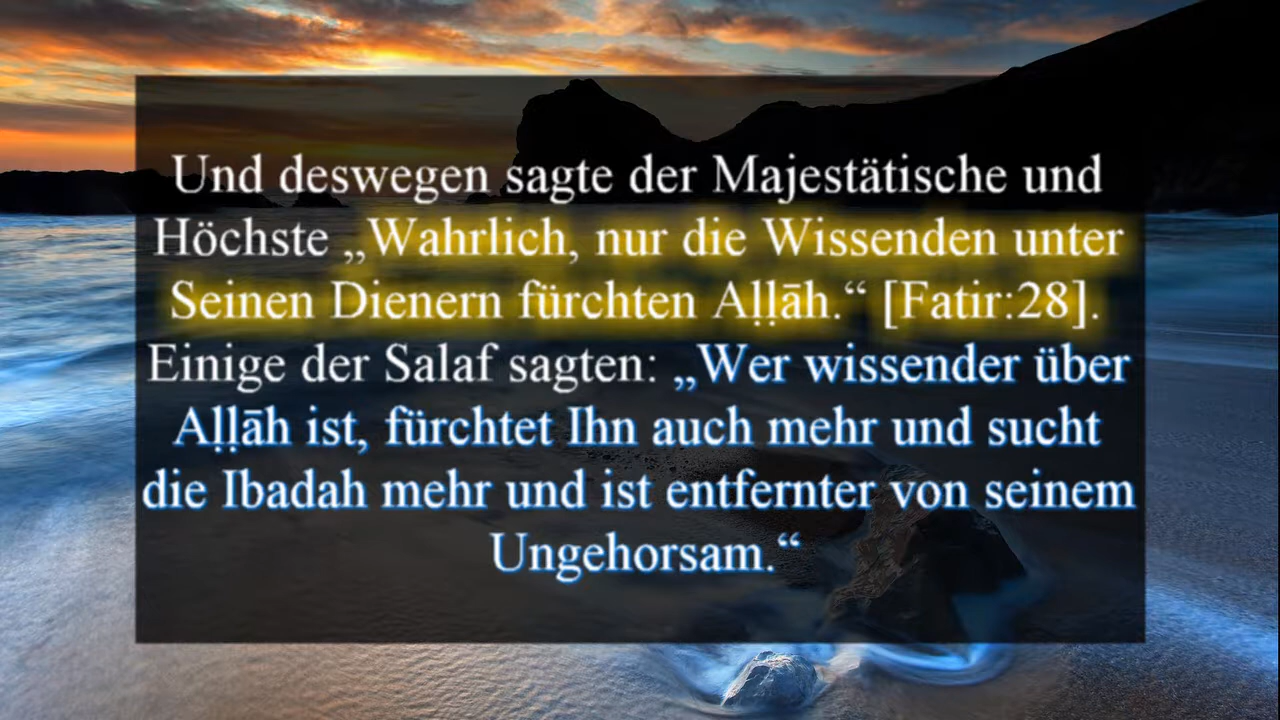 Und deswegen sagte der Majestätische und
Höchste „Wahrlich, nur die Wissenden unter
Seinen Dienern fürchten Aḷḷāh.“ [Fatir:28].
Einige der Salaf sagten: „Wer wissender über
Aḷḷāh ist, fürchtet Ihn auch mehr und sucht
die Ibadah mehr und ist entfernter von seinem
Ungehorsam.“